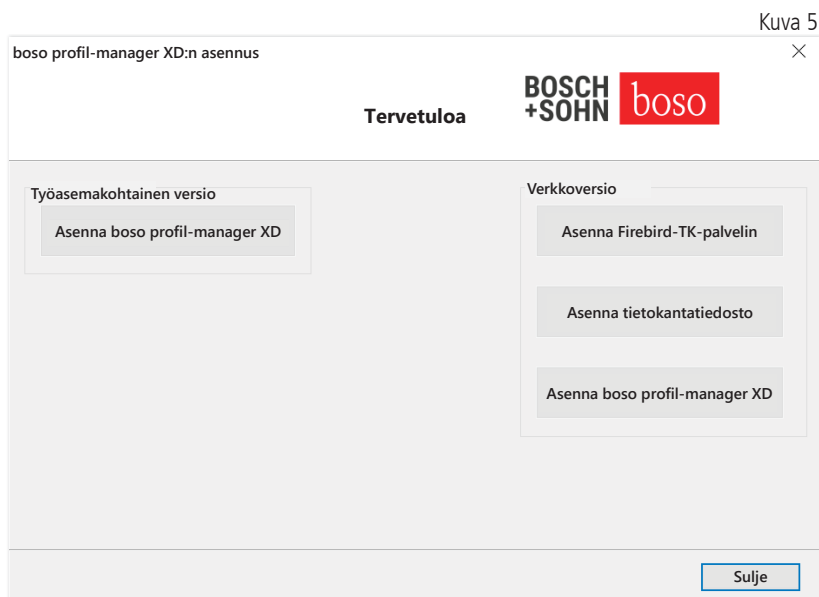 Kuva 5
boso profil-manager XD:n asennus
Tervetuloa
BOSCH
+SOHN
boso
Työasemakohtainen versio
Asenna boso profil-manager XD
Verkkoversio
Asenna Firebird-TK-palvelin
Asenna tietokantatiedosto
Asenna boso profil-manager XD
Sulje